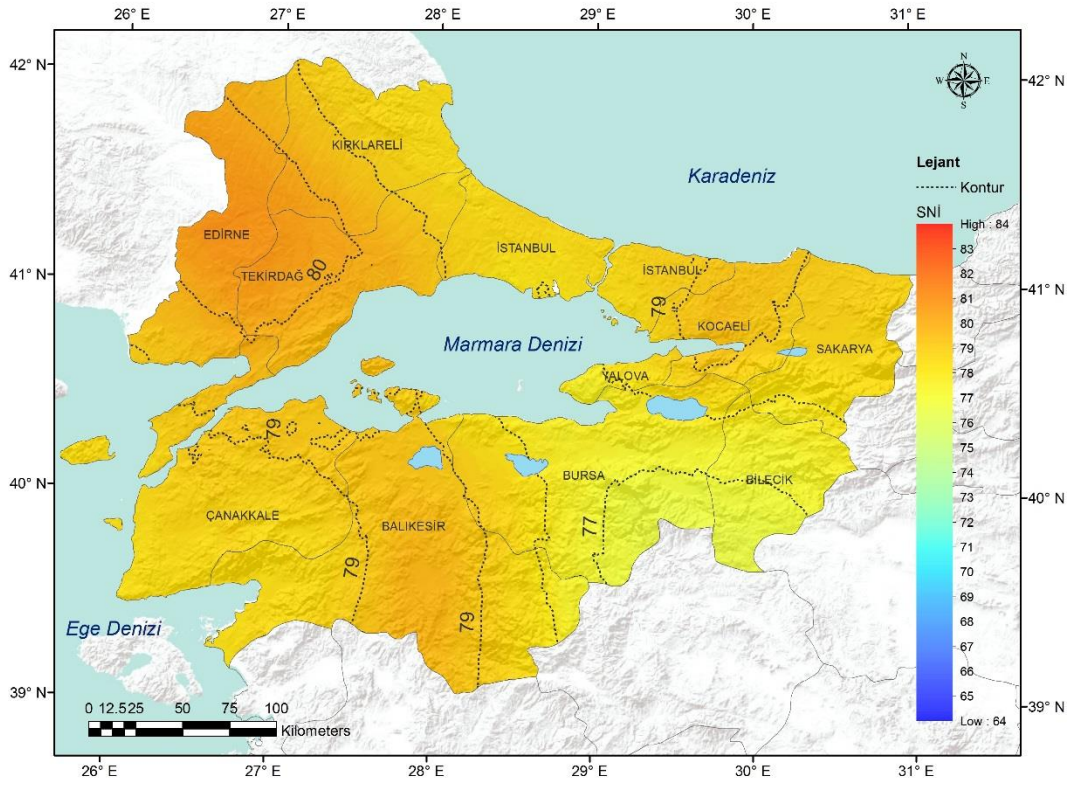 26° E 27° E 28° E 29° E 30° E 31° E
42° N
42° N
N
W E
S
KIRKLARELİ
Lejant
Kontur
Karadeniz
SNİ
High : 84
83
82
81
80
79
78
77
76
75
74
73
72
71
70
69
68
67
66
65
Low : 64
EDİRNE
İSTANBUL
İSTANBUL
41° N
41° N
TEKİRDAĞ
80
79
KOCAELİ
Marmara Denizi
SAKARYA
YALOVA
79
40° N
40° N
BURSA
BİLECİK
ÇANAKKALE
BALIKESİR
77
79
79
Ege Denizi
39° N
39° N
0 12.525 50 75 100
Kilometers
26° E 27° E 28° E 29° E 30° E 31° E